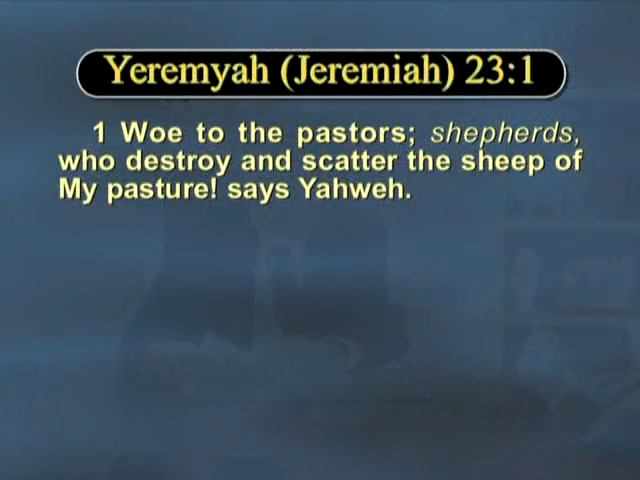 Yeremyah (Jeremiah) 23:1
1 Woe to the pastors; shepherds,
who destroy and scatter the sheep of
My pasture! says Yahweh.